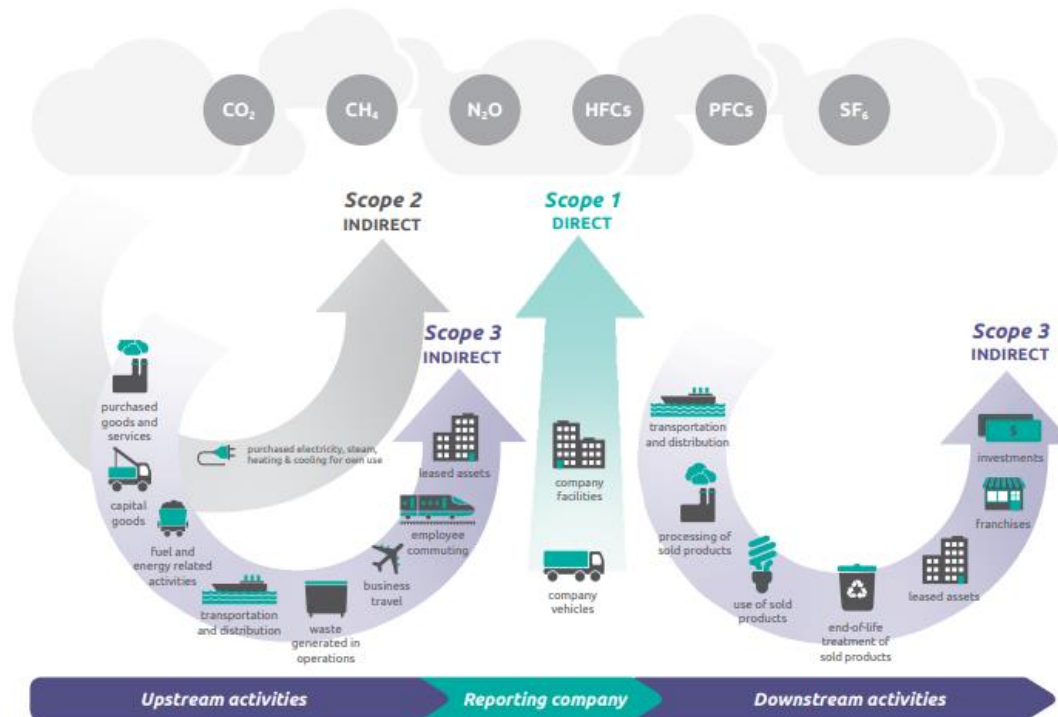 CO₂
CH₄
N₂O
HFCs
PFCs
SF₆
Scope 2
INDIRECT
Scope 1
DIRECT
Scope 3
INDIRECT
Scope 3
INDIRECT
purchased
goods and
services
capital
goods
fuel and
energy related
activities
transportation
and distribution
waste
generated in
operations
business
travel
employee
commuting
leased assets
purchased electricity, steam,
heating & cooling for own use
company
facilities
company
vehicles
transportation
and distribution
processing of
sold products
use of sold
products
end-of-life
treatment of
sold products
leased assets
franchises
$
investments
Upstream activities
Reporting company
Downstream activities